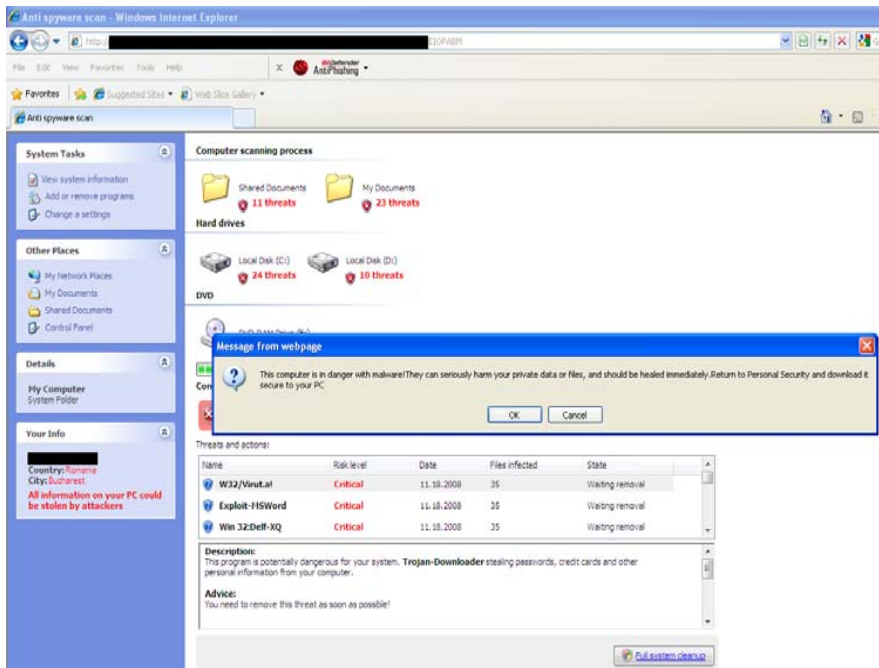 Anti spyware scan - Windows Internet Explorer
http://
File Edit View Favorites Tools Help
x
AntiPhishing
Favorites
Suggested Sites
Web Slice Gallery
Anti spyware scan
System Tasks
View system information
Add or remove programs
Change a settings
Other Places
My Network Places
My Documents
Shared Documents
Control Panel
Details
My Computer
System Folder
Your Info
Country: Romania
City: Bucharest
All information on your PC could
be stolen by attackers
Computer scanning process
Shared Documents
11 threats
My Documents
23 threats
Hard drives
Local Disk (C:)
24 threats
Local Disk (D:)
10 threats
DVD
Message from webpage
This computer is in danger with malware!They can seriously harm your private data or files, and should be healed immediately.Return to Personal Security and download it
secure to your PC
OK
Cancel
Con
Threats and actions:
Name Risk level Date Files infected State
W32/Virut.a! Critical 11.18.2008 35 Waiting removal
Exploit-MSWord Critical 11.18.2008 35 Waiting removal
Win 32:Delf-XQ Critical 11.18.2008 35 Waiting removal
Description:
This program is potentially dangerous for your system. Trojan-Downloader stealing passwords, credit cards and other
personal information from your computer.
Advice:
You need to remove this threat as soon as possible!
Full system cleanup